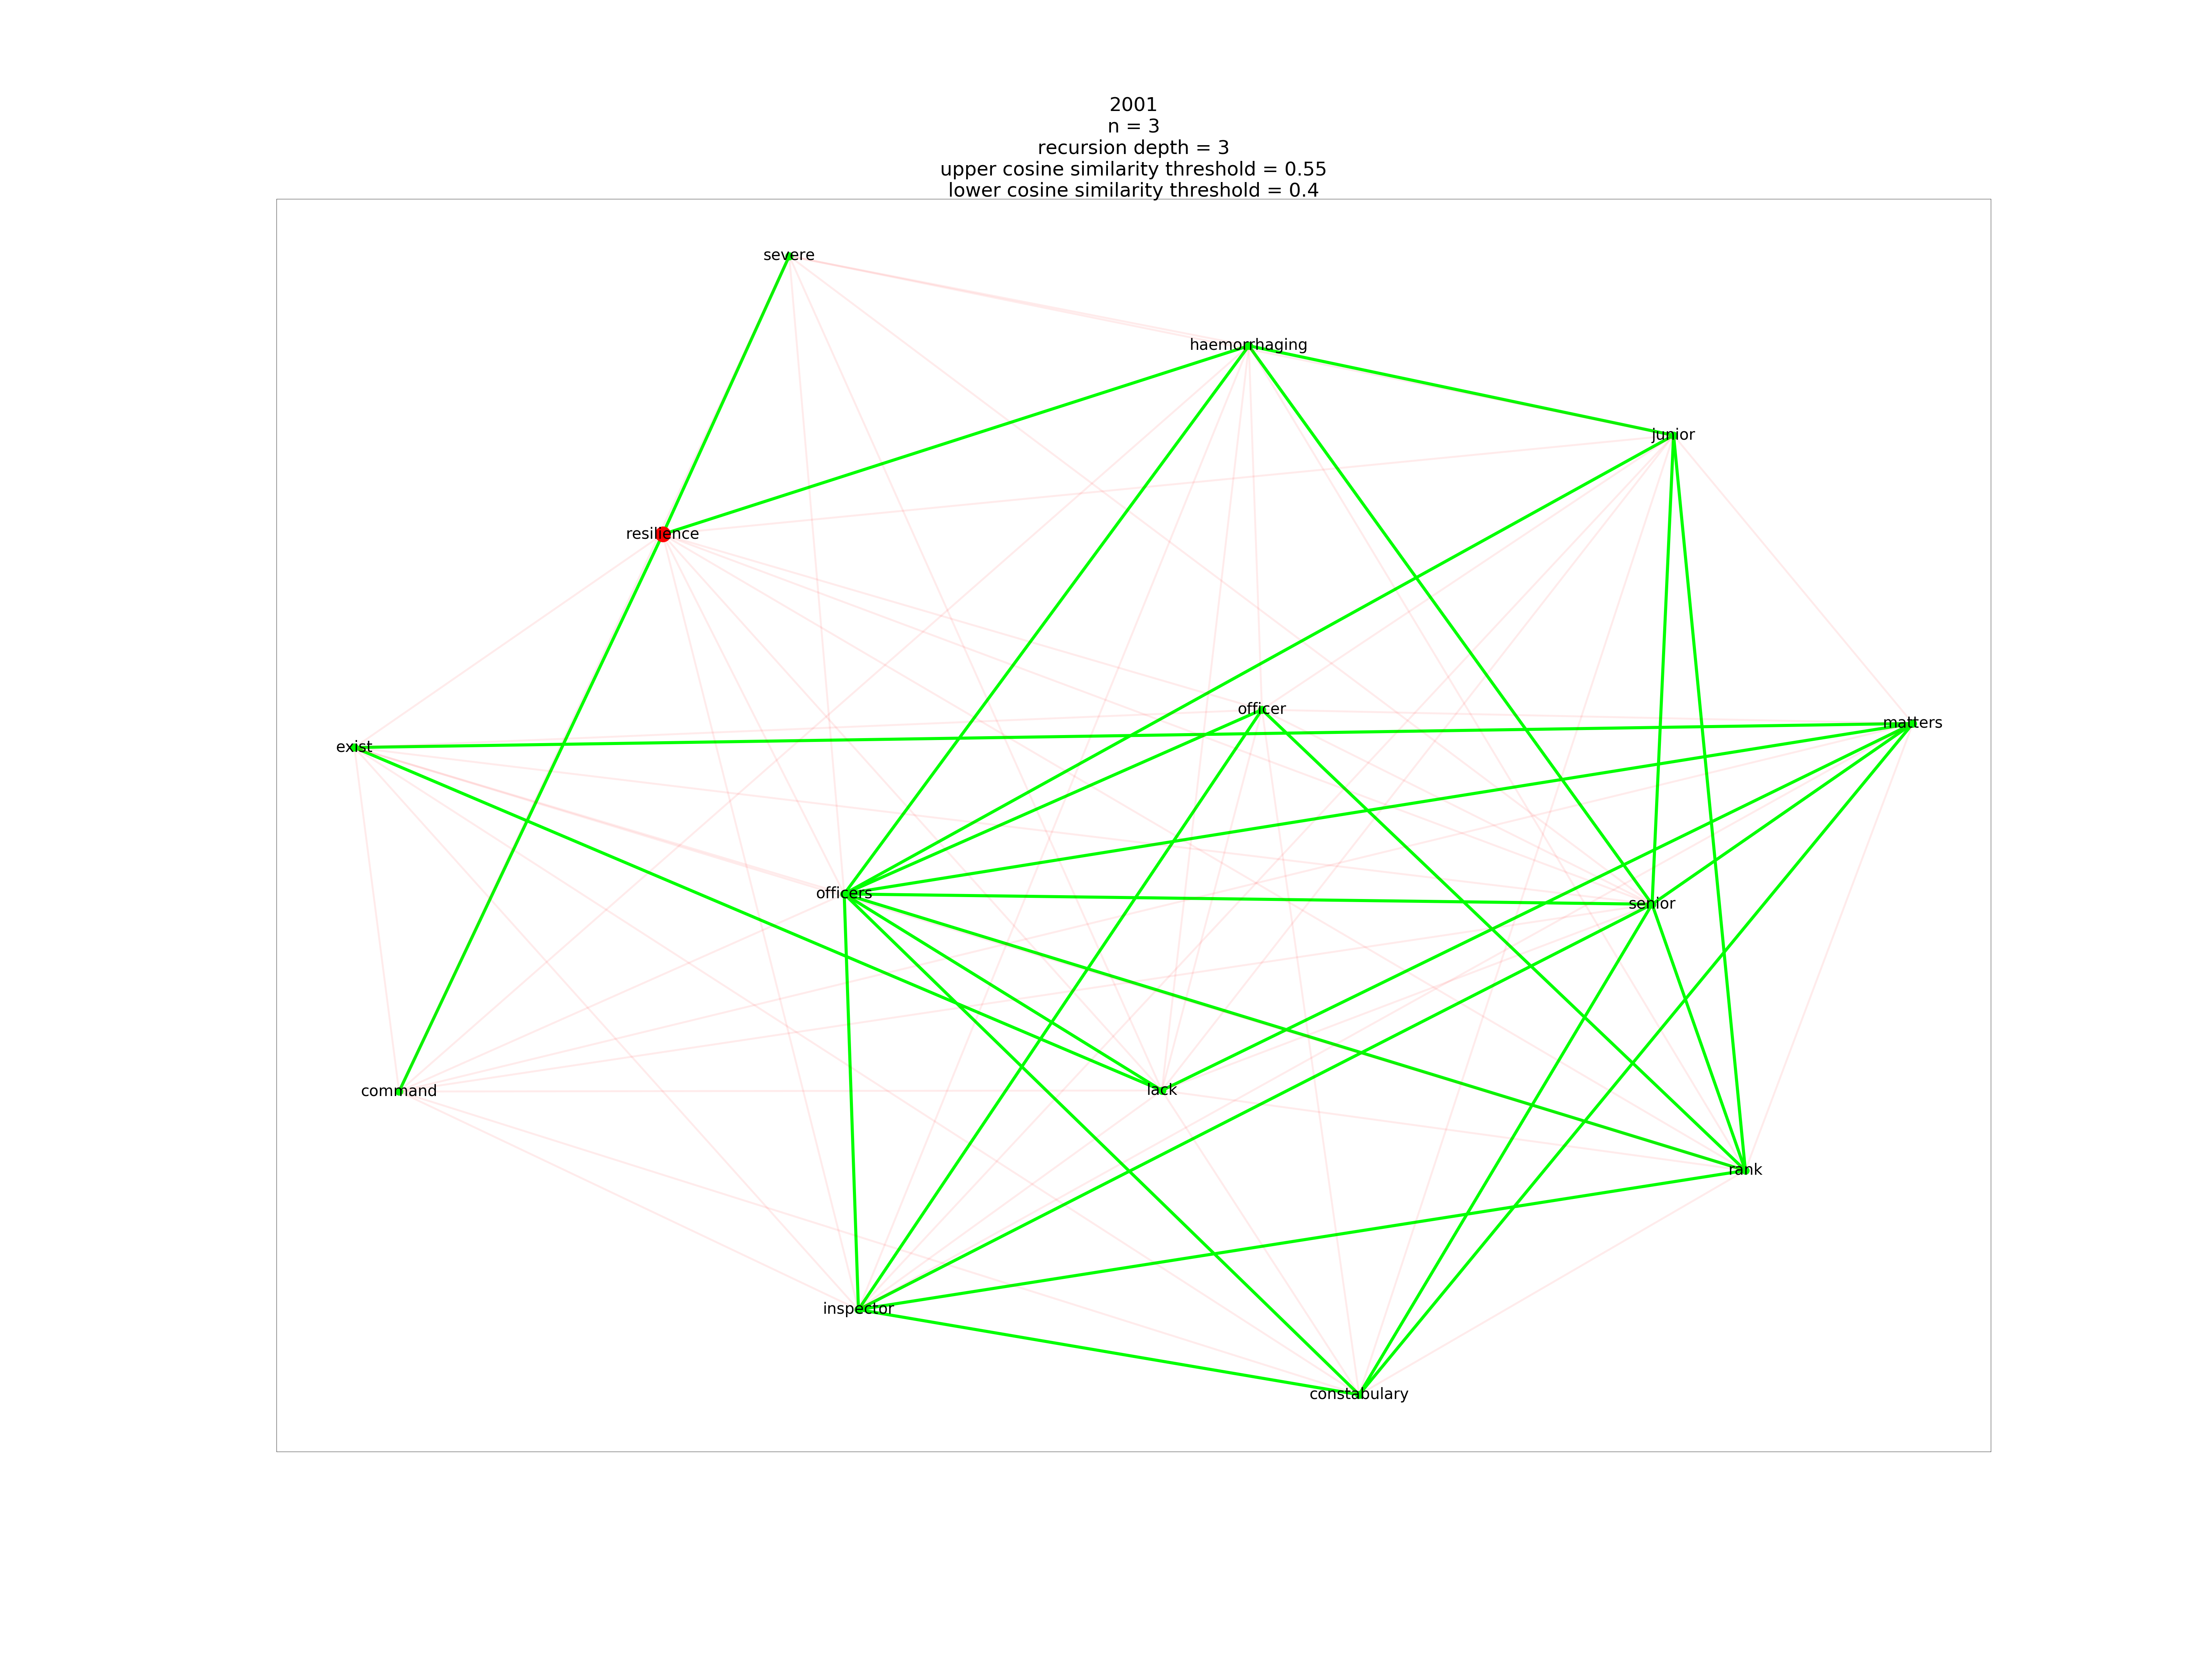 2001
n = 3
recursion depth = 3
upper cosine similarity threshold = 0.55
lower cosine similarity threshold = 0.4
severe
haemorrhaging
junior
resilience
officer
matters
exist
officers
senior
command
lack
rank
inspector
constabulary